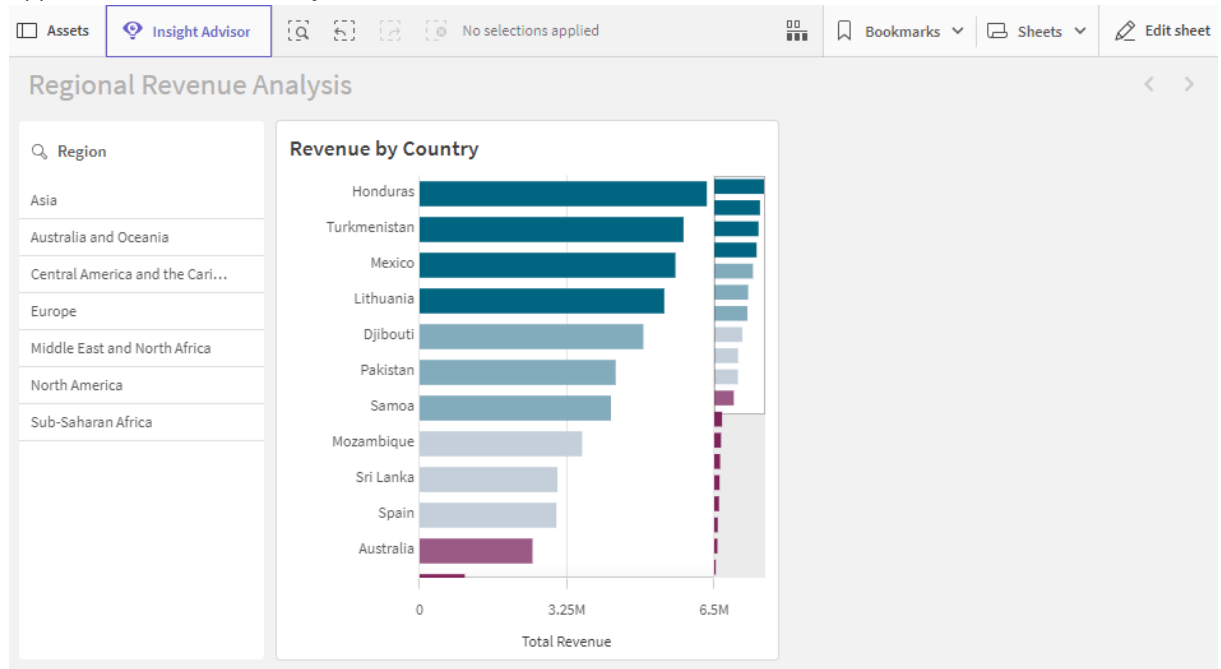 Assets Insight Advisor No selections applied Bookmarks Sheets Edit sheet
Regional Revenue Analysis
Region
Asia
Australia and Oceania
Central America and the Cari...
Europe
Middle East and North Africa
North America
Sub-Saharan Africa
Revenue by Country
Honduras
Turkmenistan
Mexico
Lithuania
Djibouti
Pakistan
Samoa
Mozambique
Sri Lanka
Spain
Australia
0 3.25M 6.5M
Total Revenue